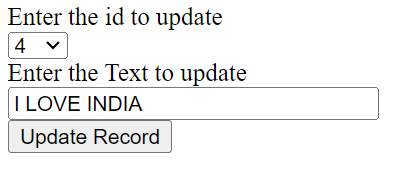 Enter the id to update
4
Enter the Text to update
I LOVE INDIA
Update Record